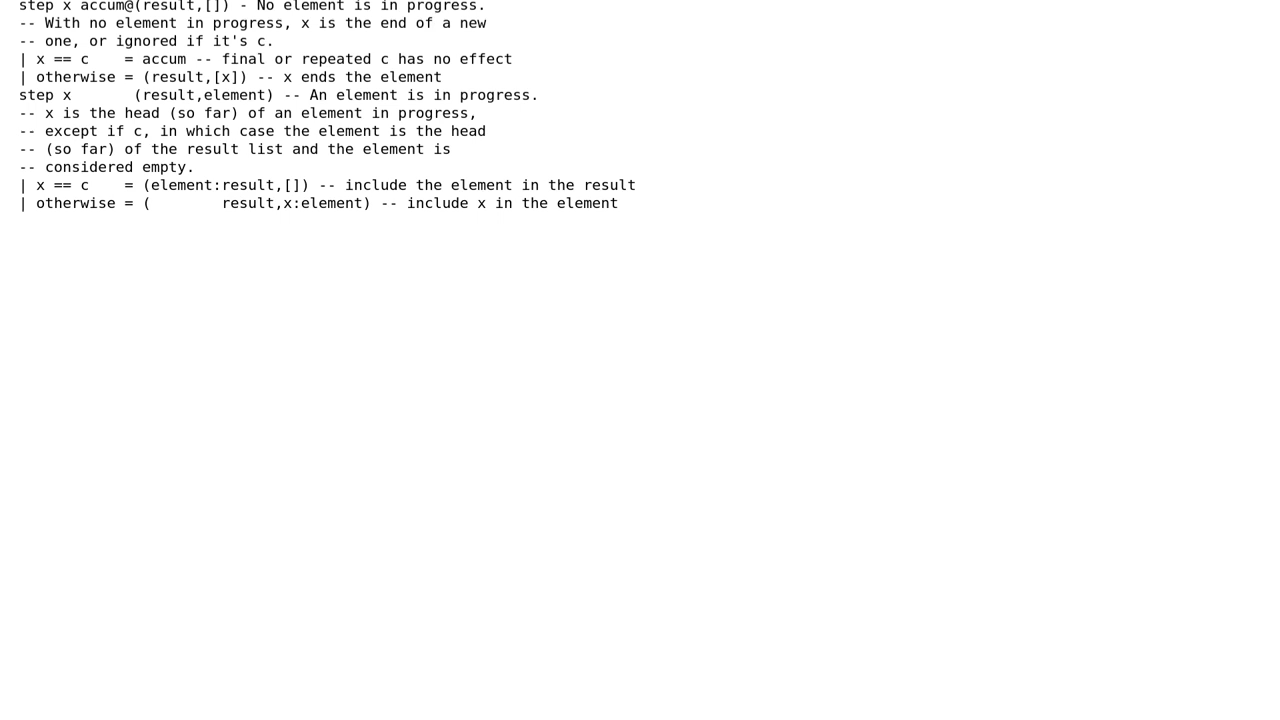 step x accum@(result,[]) - No element is in progress.
-- With no element in progress, x is the end of a new
-- one, or ignored if it's c.
| x == c    = accum -- final or repeated c has no effect
| otherwise = (result,[x]) -- x ends the element
step x       (result,element) -- An element is in progress.
-- x is the head (so far) of an element in progress,
-- except if c, in which case the element is the head
-- (so far) of the result list and the element is
-- considered empty.
| x == c    = (element:result,[]) -- include the element in the result
| otherwise = (        result,x:element) -- include x in the element